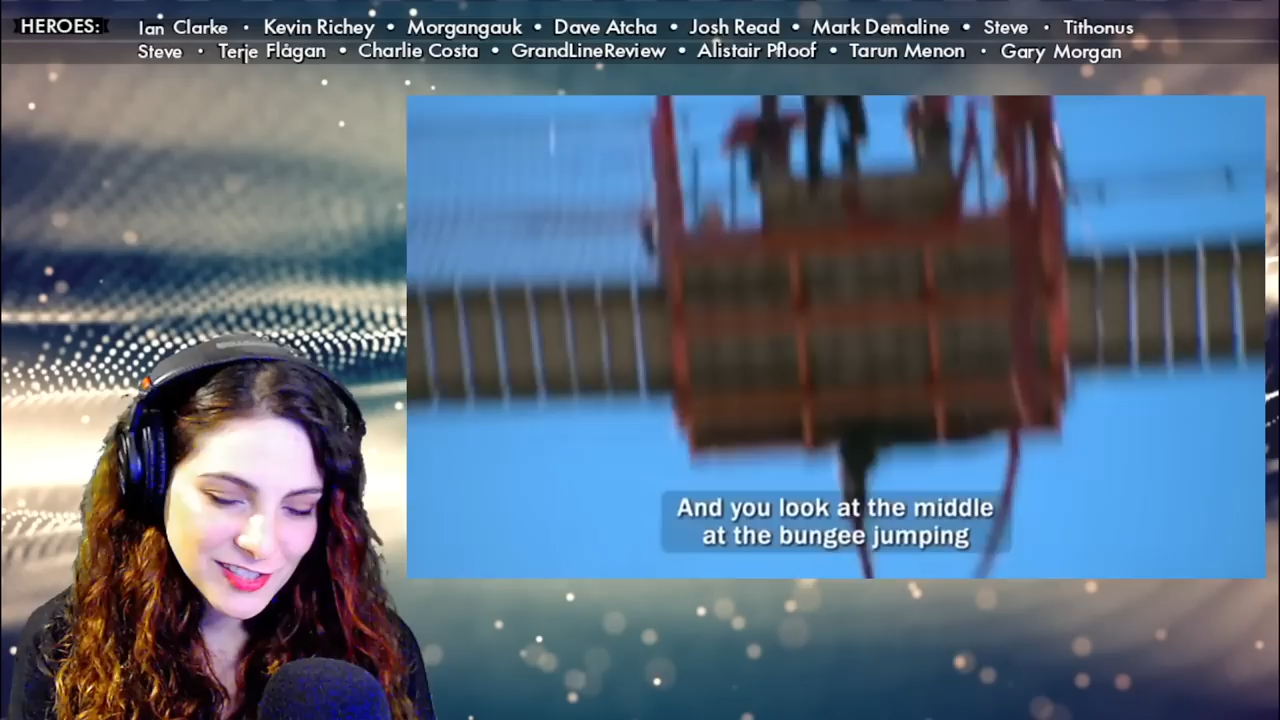 HEROES: Ian Clarke • Kevin Richey • Morgangauk • Dave Atcha • Josh Read • Mark Demaline • Steve • Tithonus
Steve • Terje Flågan • Charlie Costa • GrandLineReview • Alistair Pfloof • Tarun Menon • Gary Morgan
And you look at the middle
at the bungee jumping